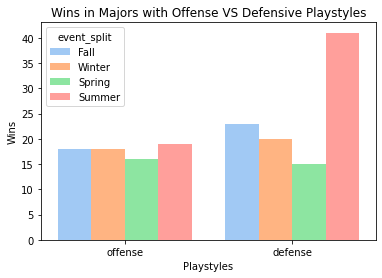 Wins in Majors with Offense VS Defensive Playstyles
event_split
Fall
Winter
Spring
Summer
Wins
40
35
30
25
20
15
10
5
0
offense
defense
Playstyles